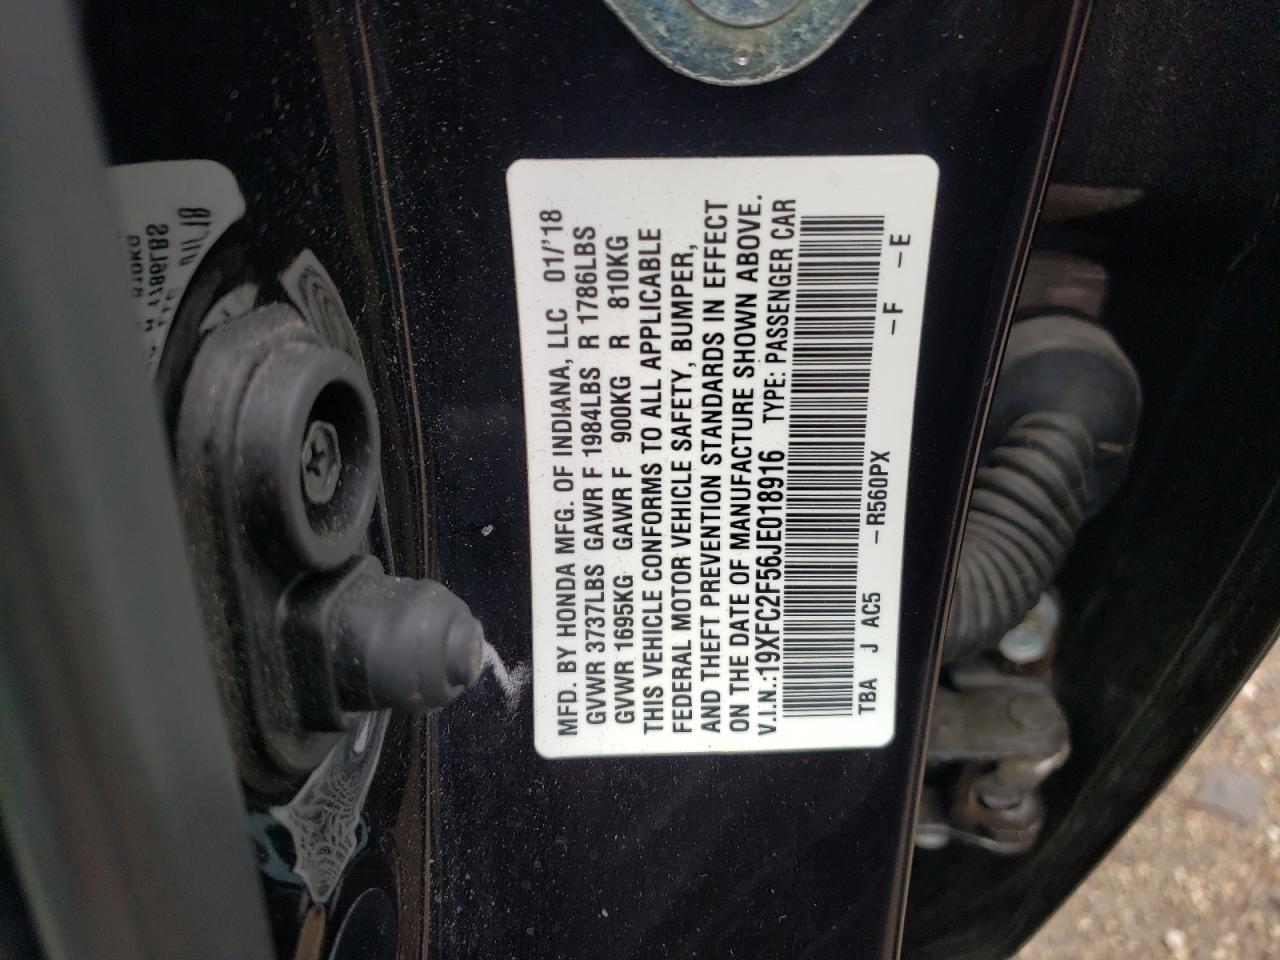 MFD. BY HONDA MFG. OF INDIANA, LLC 01/'18
GVWR 3737LBS GAWR F 1984LBS R 1786LBS
GVWR 1695KG GAWR F 900KG R 810KG
THIS VEHICLE CONFORMS TO ALL APPLICABLE
FEDERAL MOTOR VEHICLE SAFETY, BUMPER,
AND THEFT PREVENTION STANDARDS IN EFFECT
ON THE DATE OF MANUFACTURE SHOWN ABOVE.
V.I.N.:19XFC2F56JE018916 TYPE: PASSENGER CAR
TBA J AC5 -R560PX -F -E